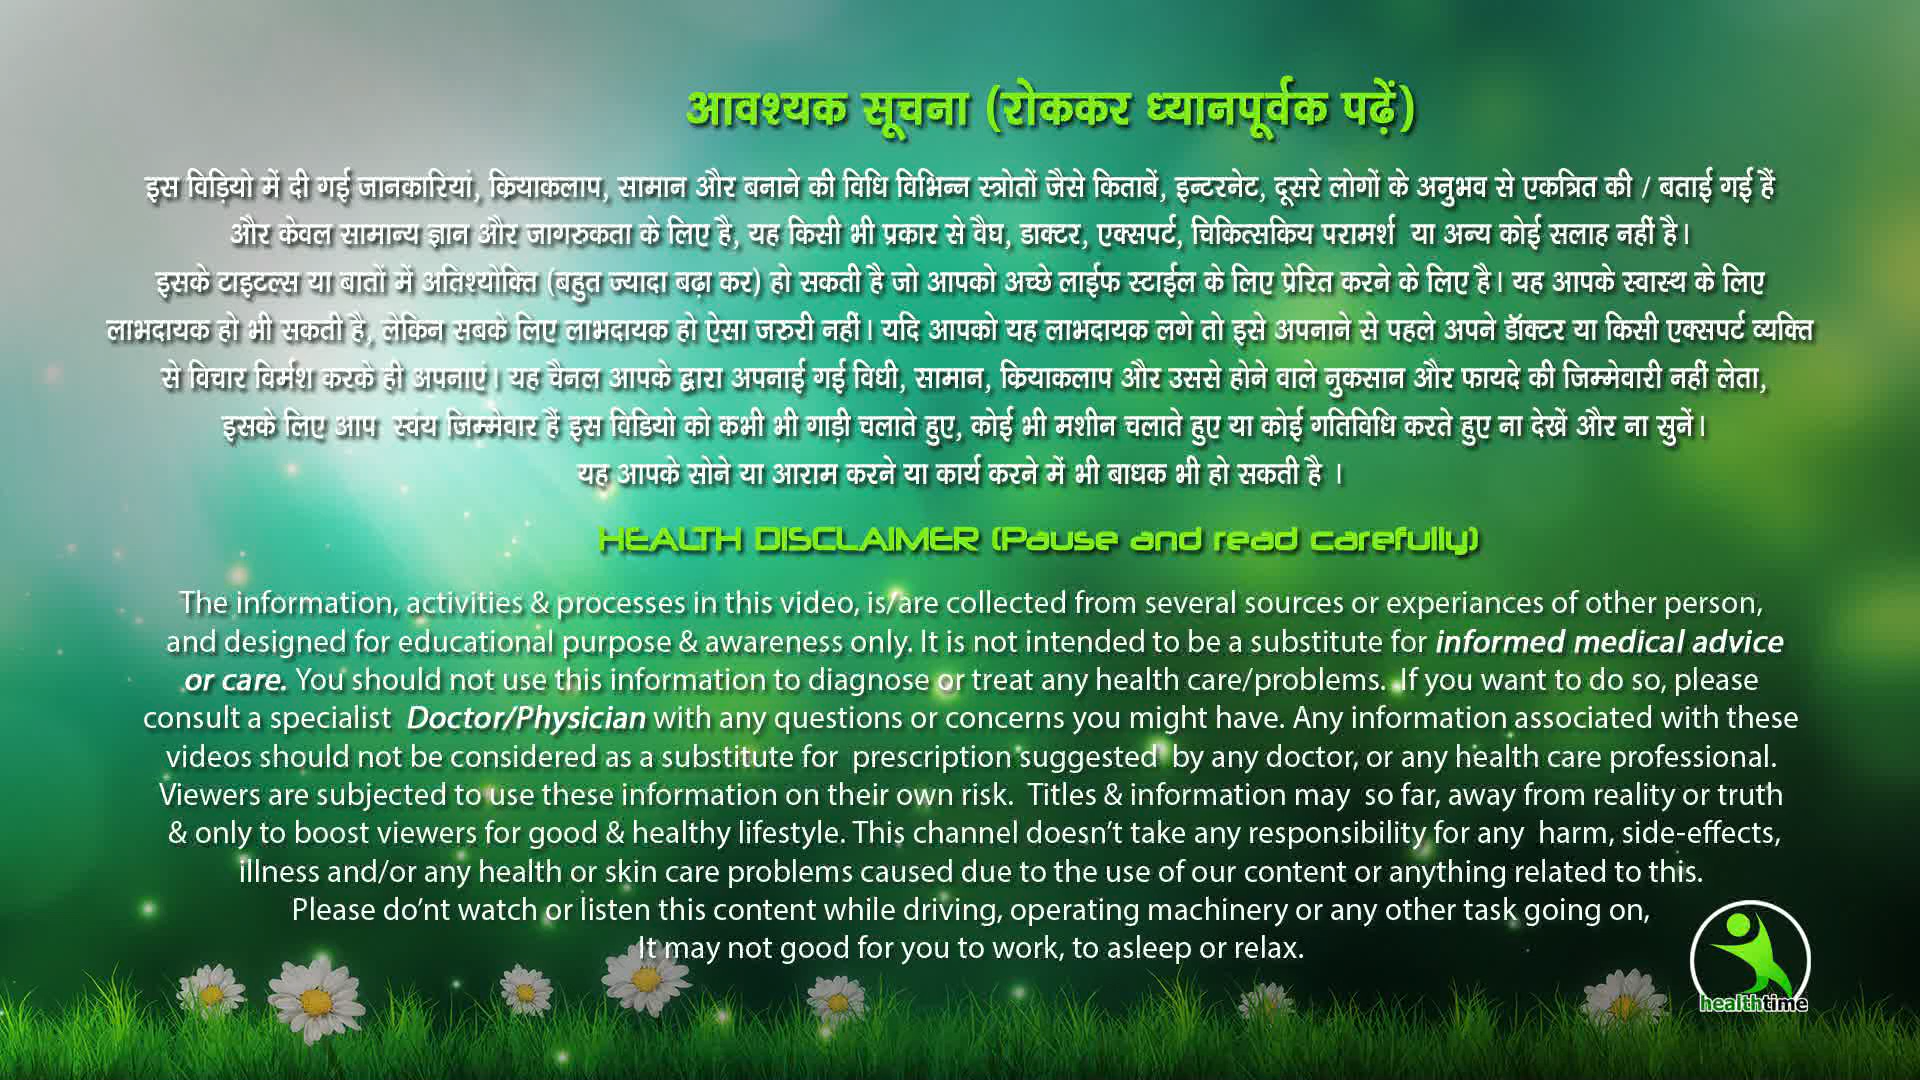 आवश्यक सूचना (रोककर ध्यानपूर्वक पढ़ें)
इस विड़ियो में दी गई जानकारियां, क्रियाकलाप, सामान और बनाने की विधि विभिन्न स्त्रोतों जैसे किताबें, इन्टरनेट, दूसरे लोगों के अनुभव से एकत्रित की / बताई गई हैं
और केवल सामान्य ज्ञान और जागरुकता के लिए है, यह किसी भी प्रकार से वैघ, डाक्टर, एक्सपर्ट, चिकित्सकिय परामर्श या अन्य कोई सलाह नहीं है।
इसके टाइटल्स या बातों में अतिश्योक्ति (बहुत ज्यादा बढ़ा कर) हो सकती है जो आपको अच्छे लाईफ स्टाईल के लिए प्रेरित करने के लिए है। यह आपके स्वास्थ के लिए
लाभदायक हो भी सकती है, लेकिन सबके लिए लाभदायक हो ऐसा जरुरी नहीं। यदि आपको यह लाभदायक लगे तो इसे अपनाने से पहले अपने डॉक्टर या किसी एक्सपर्ट व्यक्ति
से विचार विर्मश करके ही अपनाएं। यह चैनल आपके द्वारा अपनाई गई विधी, सामान, क्रियाकलाप और उससे होने वाले नुकसान और फायदे की जिम्मेवारी नहीं लेता,
इसके लिए आप स्वंय जिम्मेवार हैं इस विडियो को कभी भी गाड़ी चलाते हुए, कोई भी मशीन चलाते हुए या कोई गतिविधि करते हुए ना देखें और ना सुनें।
यह आपके सोने या आराम करने या कार्य करने में भी बाधक भी हो सकती है ।
HEALTH DISCLAIMER (Pause and read carefully)
The information, activities & processes in this video, is/are collected from several sources or experiances of other person,
and designed for educational purpose & awareness only. It is not intended to be a substitute for informed medical advice
or care. You should not use this information to diagnose or treat any health care/problems. If you want to do so, please
consult a specialist Doctor/Physician with any questions or concerns you might have. Any information associated with these
videos should not be considered as a substitute for prescription suggested by any doctor, or any health care professional.
Viewers are subjected to use these information on their own risk. Titles & information may so far, away from reality or truth
& only to boost viewers for good & healthy lifestyle. This channel doesn't take any responsibility for any harm, side-effects,
illness and/or any health or skin care problems caused due to the use of our content or anything related to this.
Please do'nt watch or listen this content while driving, operating machinery or any other task going on,
It may not good for you to work, to asleep or relax.
healthtime